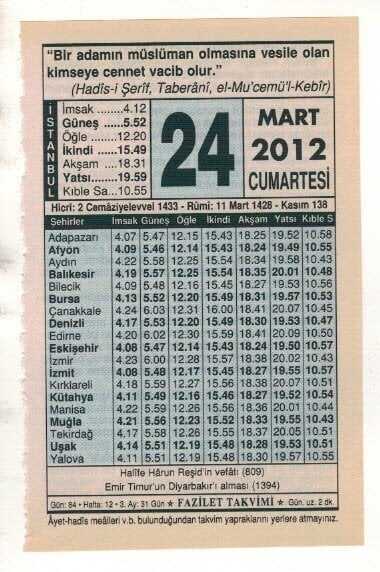 “Bir adamın müslüman olmasına vesile olan
kimseye cennet vacib olur.”
(Hadîs-i Şerîf, Taberânî, el-Mu'cemü'l-Kebîr)
İSTANBUL
İmsak ........4.12
Güneş ......5.52
Öğle ........12.20
İkindi .....15.49
Akşam ....18.31
Yatsı.......19.59
Kıble Sa...10.55
24
MART
2012
CUMARTESİ
Hicrî: 2 Cemâziyelevvel 1433 - Rûmi: 11 Mart 1428 - Kasım 138
Şehirler İmsak Güneş Öğle İkindi Akşam Yatsı Kıble S
Adapazarı 4.07 5.47 12.15 15.43 18.25 19.52 10.58
Afyon 4.09 5.46 12.14 15.43 18.24 19.49 10.55
Aydın 4.22 5.58 12.25 15.54 18.34 19.58 10.43
Balıkesir 4.19 5.57 12.25 15.54 18.35 20.01 10.48
Bilecik 4.09 5.48 12.16 15.45 18.27 19.53 10.56
Bursa 4.13 5.52 12.20 15.49 18.31 19.57 10.53
Çanakkale 4.24 6.03 12.31 16.00 18.41 20.07 10.45
Denizli 4.17 5.53 12.20 15.49 18.30 19.53 10.47
Edirne 4.20 6.02 12.30 15.59 18.41 20.09 10.50
Eskişehir 4.08 5.47 12.14 15.43 18.24 19.50 10.57
İzmir 4.23 6.00 12.28 15.57 18.38 20.02 10.43
İzmit 4.08 5.48 12.17 15.45 18.27 19.55 10.57
Kırklareli 4.18 5.59 12.27 15.56 18.38 20.07 10.51
Kütahya 4.11 5.49 12.16 15.46 18.27 19.52 10.54
Manisa 4.22 5.59 12.26 15.56 18.36 20.01 10.44
Muğla 4.21 5.56 12.23 15.52 18.33 19.55 10.43
Tekirdağ 4.17 5.58 12.26 15.55 18.37 20.05 10.51
Uşak 4.14 5.51 12.19 15.48 18.28 19.53 10.51
Yalova 4.11 5.51 12.19 15.48 18.30 19.57 10.55
Halîfe Hârun Reşîd'in vefâtı (809)
Emir Timur'un Diyarbakır'ı alması (1394)
Gün: 84 • Hafta: 12 • 3. Ay: 31 Gün ★ FAZİLET TAKVİMİ ★ Gün. uz. 2 dk.
Âyet-hadîs meâlleri v.b. bulunduğundan takvim yapraklarını yerlere atmayınız.